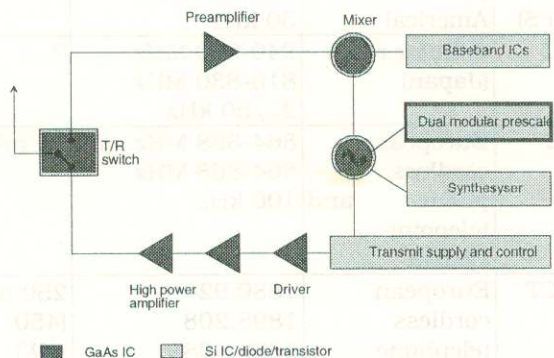 Preamplifier
Mixer
Baseband ICs
Dual modular prescale
T/R
switch
Synthesyser
Transmit supply and control
High power
amplifier
Driver
GaAs IC
Si IC/diode/transistor